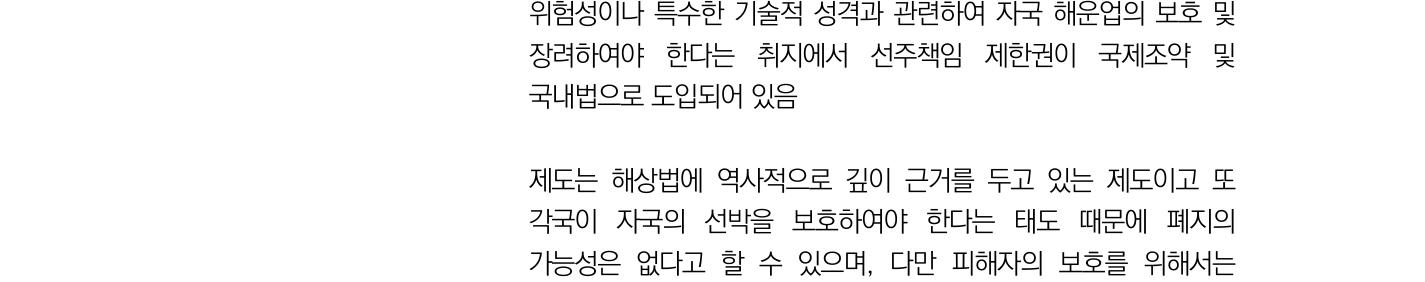 위험성이나 특수한 기술적 성격과 관련하여 자국 해운업의 보호 및
장려하여야 한다는 취지에서 선주책임 제한권이 국제조약 및
국내법으로 도입되어 있음
제도는 해상법에 역사적으로 깊이 근거를 두고 있는 제도이고 또
각국이 자국의 선박을 보호하여야 한다는 태도 때문에 폐지의
가능성은 없다고 할 수 있으며, 다만 피해자의 보호를 위해서는